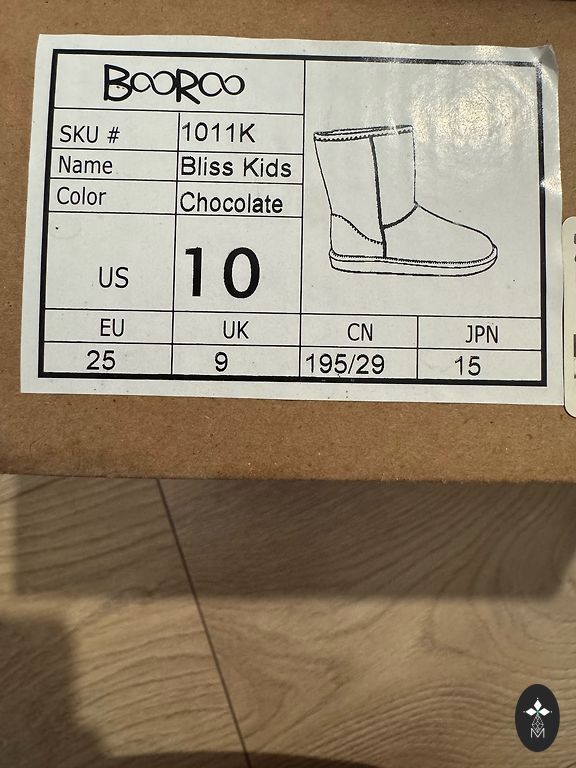 BOOROO
SKU # 1011K
Name Bliss Kids
Color Chocolate
US 10
EU UK CN JPN
25 9 195/29 15
M